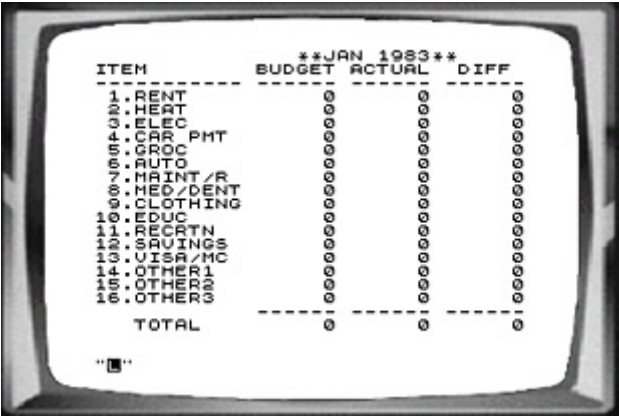 **JAN 1983**
ITEM BUDGET ACTUAL DIFF
-------------- ------ ------ ------
1.RENT 0 0 0
2.HEAT 0 0 0
3.ELEC 0 0 0
4.CAR PMT 0 0 0
5.GROC 0 0 0
6.AUTO 0 0 0
7.MAINT/R 0 0 0
8.MED/DENT 0 0 0
9.CLOTHING 0 0 0
10.EDUC 0 0 0
11.RECRTN 0 0 0
12.SAVINGS 0 0 0
13.VISA/MC 0 0 0
14.OTHER1 0 0 0
15.OTHER2 0 0 0
16.OTHER3 0 0 0
------ ------ ------
TOTAL 0 0 0
"L"